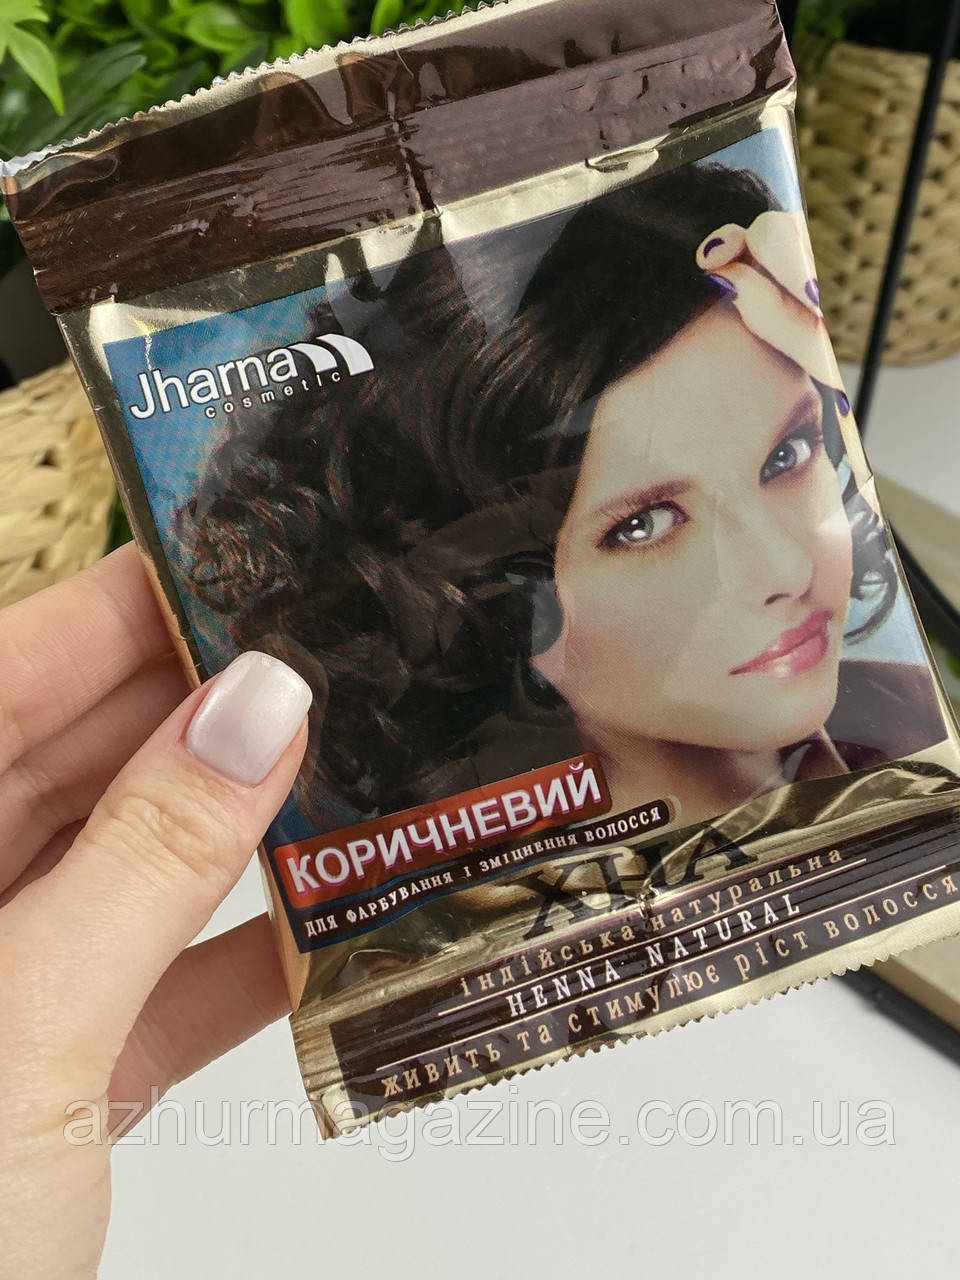 Jharna
cosmetic
КОРИЧНЕВИЙ
ДЛЯ ФАРБУВАННЯ І ЗМІЦНЕННЯ ВОЛОССЯ
ХНА
індійська натуральна
HENNA NATURAL
живить та стимулює ріст волосся
azhurmagazine.com.ua